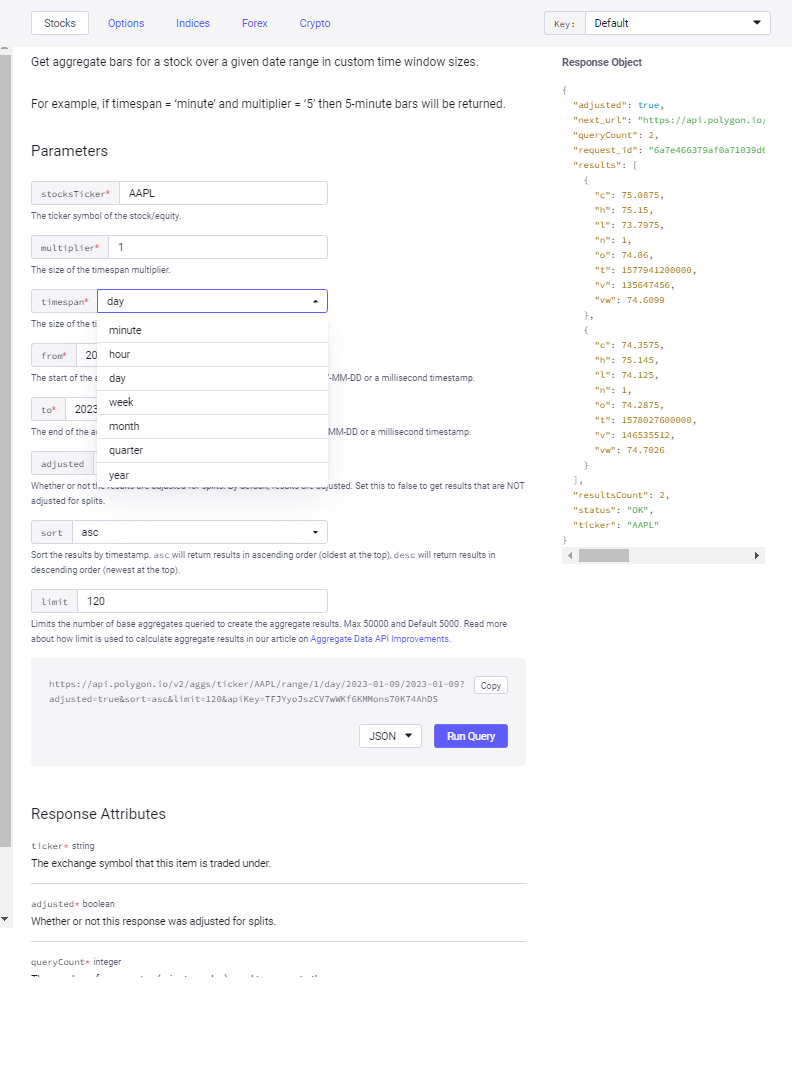 Stocks Options Indices Forex Crypto Key: Default
Get aggregate bars for a stock over a given date range in custom time window sizes.
For example, if timespan = ‘minute’ and multiplier = ‘5’ then 5-minute bars will be returned.
Parameters
stocksTicker* AAPL
The ticker symbol of the stock/equity.
multiplier* 1
The size of the timespan multiplier.
timespan* day
The size of the ti
minute
hour
day
week
month
quarter
year
from* 20
The start of the a -MM-DD or a millisecond timestamp.
to* 2023
The end of the ag MM-DD or a millisecond timestamp.
adjusted
Whether or not the results are adjusted for splits. By default, results are adjusted. Set this to false to get results that are NOT
adjusted for splits.
sort asc
Sort the results by timestamp. asc will return results in ascending order (oldest at the top), desc will return results in
descending order (newest at the top).
limit 120
Limits the number of base aggregates queried to create the aggregate results. Max 50000 and Default 5000. Read more
about how limit is used to calculate aggregate results in our article on Aggregate Data API Improvements.
https://api.polygon.io/v2/aggs/ticker/AAPL/range/1/day/2023-01-09/2023-01-09?
adjusted=true&sort=asc&limit=120&apiKey=TFJYyoJszCV7wWKf6KMMons70K74AhDS
Copy
JSON Run Query
Response Attributes
ticker* string
The exchange symbol that this item is traded under.
adjusted* boolean
Whether or not this response was adjusted for splits.
queryCount* integer
Response Object
{
"adjusted": true,
"next_url": "https://api.polygon.io/
"queryCount": 2,
"request_id": "6a7e466379af0a71039d6
"results": [
{
"c": 75.0875,
"h": 75.15,
"l": 73.7975,
"n": 1,
"o": 74.06,
"t": 1577941200000,
"v": 135647456,
"vw": 74.6099
},
{
"c": 74.3575,
"h": 75.145,
"l": 74.125,
"n": 1,
"o": 74.2875,
"t": 1578027600000,
"v": 146535512,
"vw": 74.7026
}
],
"resultsCount": 2,
"status": "OK",
"ticker": "AAPL"
}